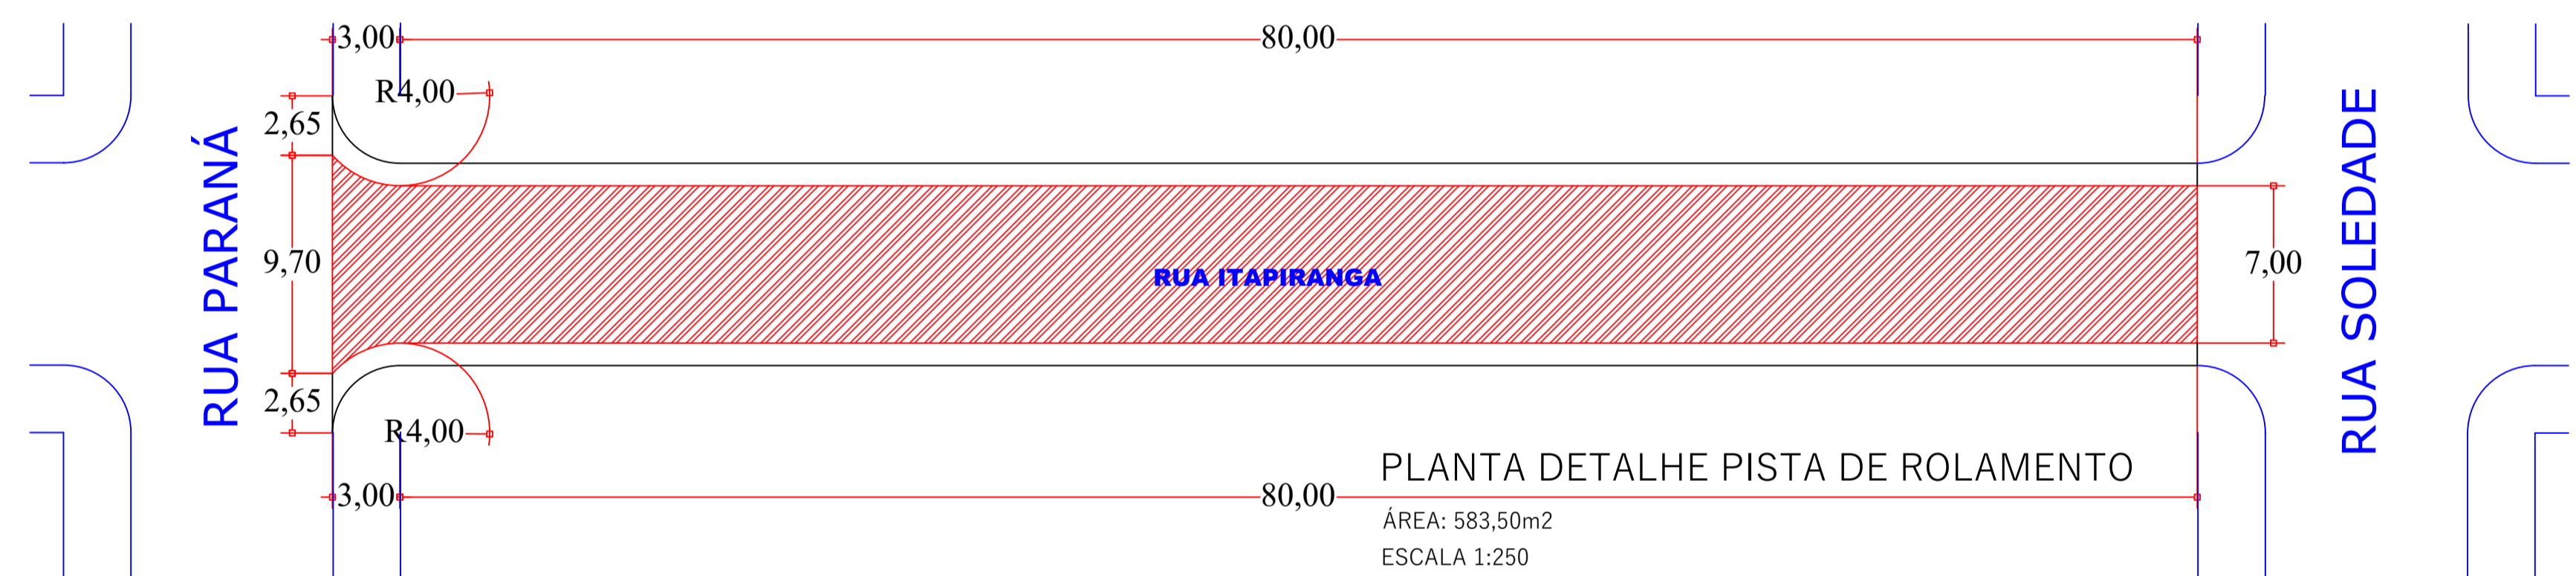 3,00
80,00
R4,00
2,65
RUA PARANÁ
9,70
RUA ITAPIRANGA
7,00
RUA SOLEDADE
2,65
R4,00
3,00
80,00
PLANTA DETALHE PISTA DE ROLAMENTO
ÁREA: 583,50m2
ESCALA 1:250